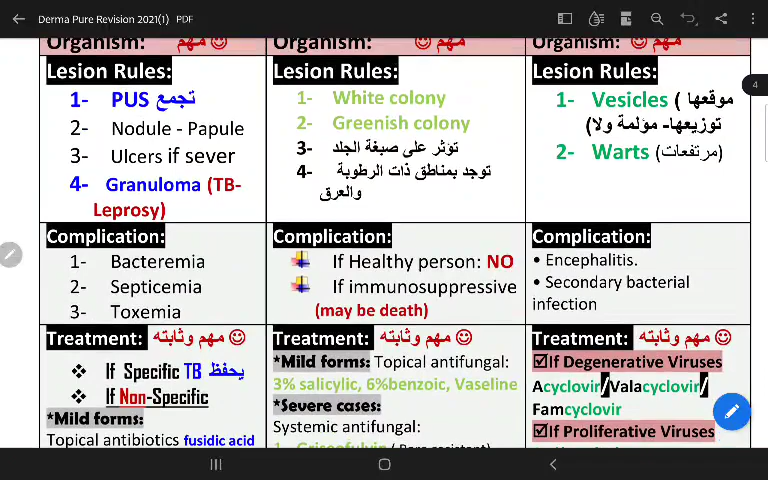 Derma Pure Revision 2021(1) PDF
4
Organism: مهم ☺
Lesion Rules:
1- PUS تجمع
2- Nodule - Papule
3- Ulcers if sever
4- Granuloma (TB-
Leprosy)
Complication:
1- Bacteremia
2- Septicemia
3- Toxemia
Treatment: مهم وثابته ☺
❖ If Specific TB يحفظ
❖ If Non-Specific
*Mild forms:
Topical antibiotics fusidic acid
Organism: مهم ☺
Lesion Rules:
1- White colony
2- Greenish colony
3- تؤثر على صبغة الجلد
4- توجد بمناطق ذات الرطوبة
والعرق
Complication:
If Healthy person: NO
If immunosuppressive
(may be death)
Treatment: مهم وثابته ☺
*Mild forms: Topical antifungal:
3% salicylic, 6%benzoic, Vaseline
*Severe cases:
Systemic antifungal:
1- Griseofulvin
Organism: مهم ☺
Lesion Rules:
1- Vesicles ( موقعها
توزيعها- مؤلمة ولا)
2- Warts (مرتفعات)
Complication:
• Encephalitis.
• Secondary bacterial
infection
Treatment: مهم وثابته ☺
☑If Degenerative Viruses
Acyclovir/Valacyclovir/
Famcyclovir
☑If Proliferative Viruses